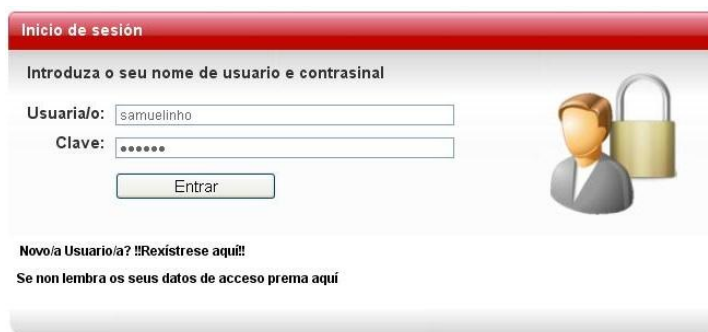 Inicio de sesión
Introduza o seu nome de usuario e contrasinal
Usuaria/o: samuelinho
Clave: ••••••
Entrar
Novo/a Usuario/a? !!Rexístrese aquí!!
Se non lembra os seus datos de acceso prema aquí